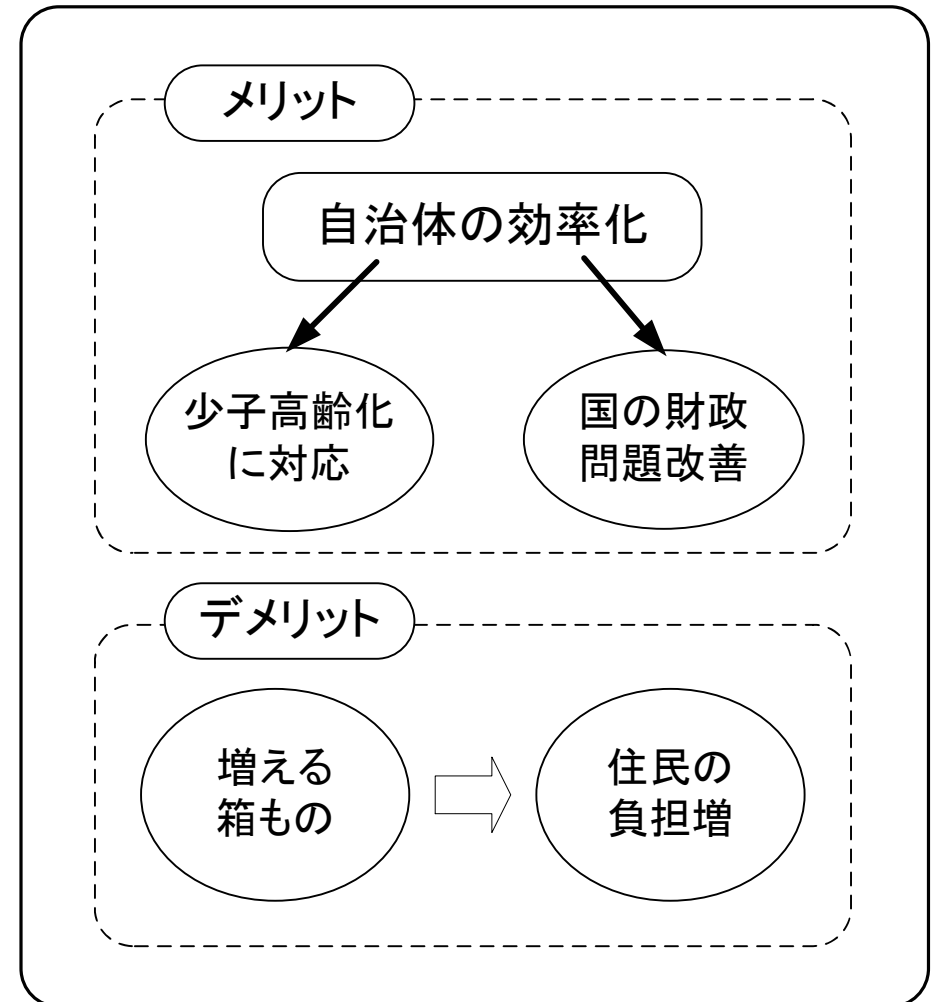 メリット
自治体の効率化
少子高齢化
に対応
国の財政
問題改善
デメリット
増える
箱もの
住民の
負担増